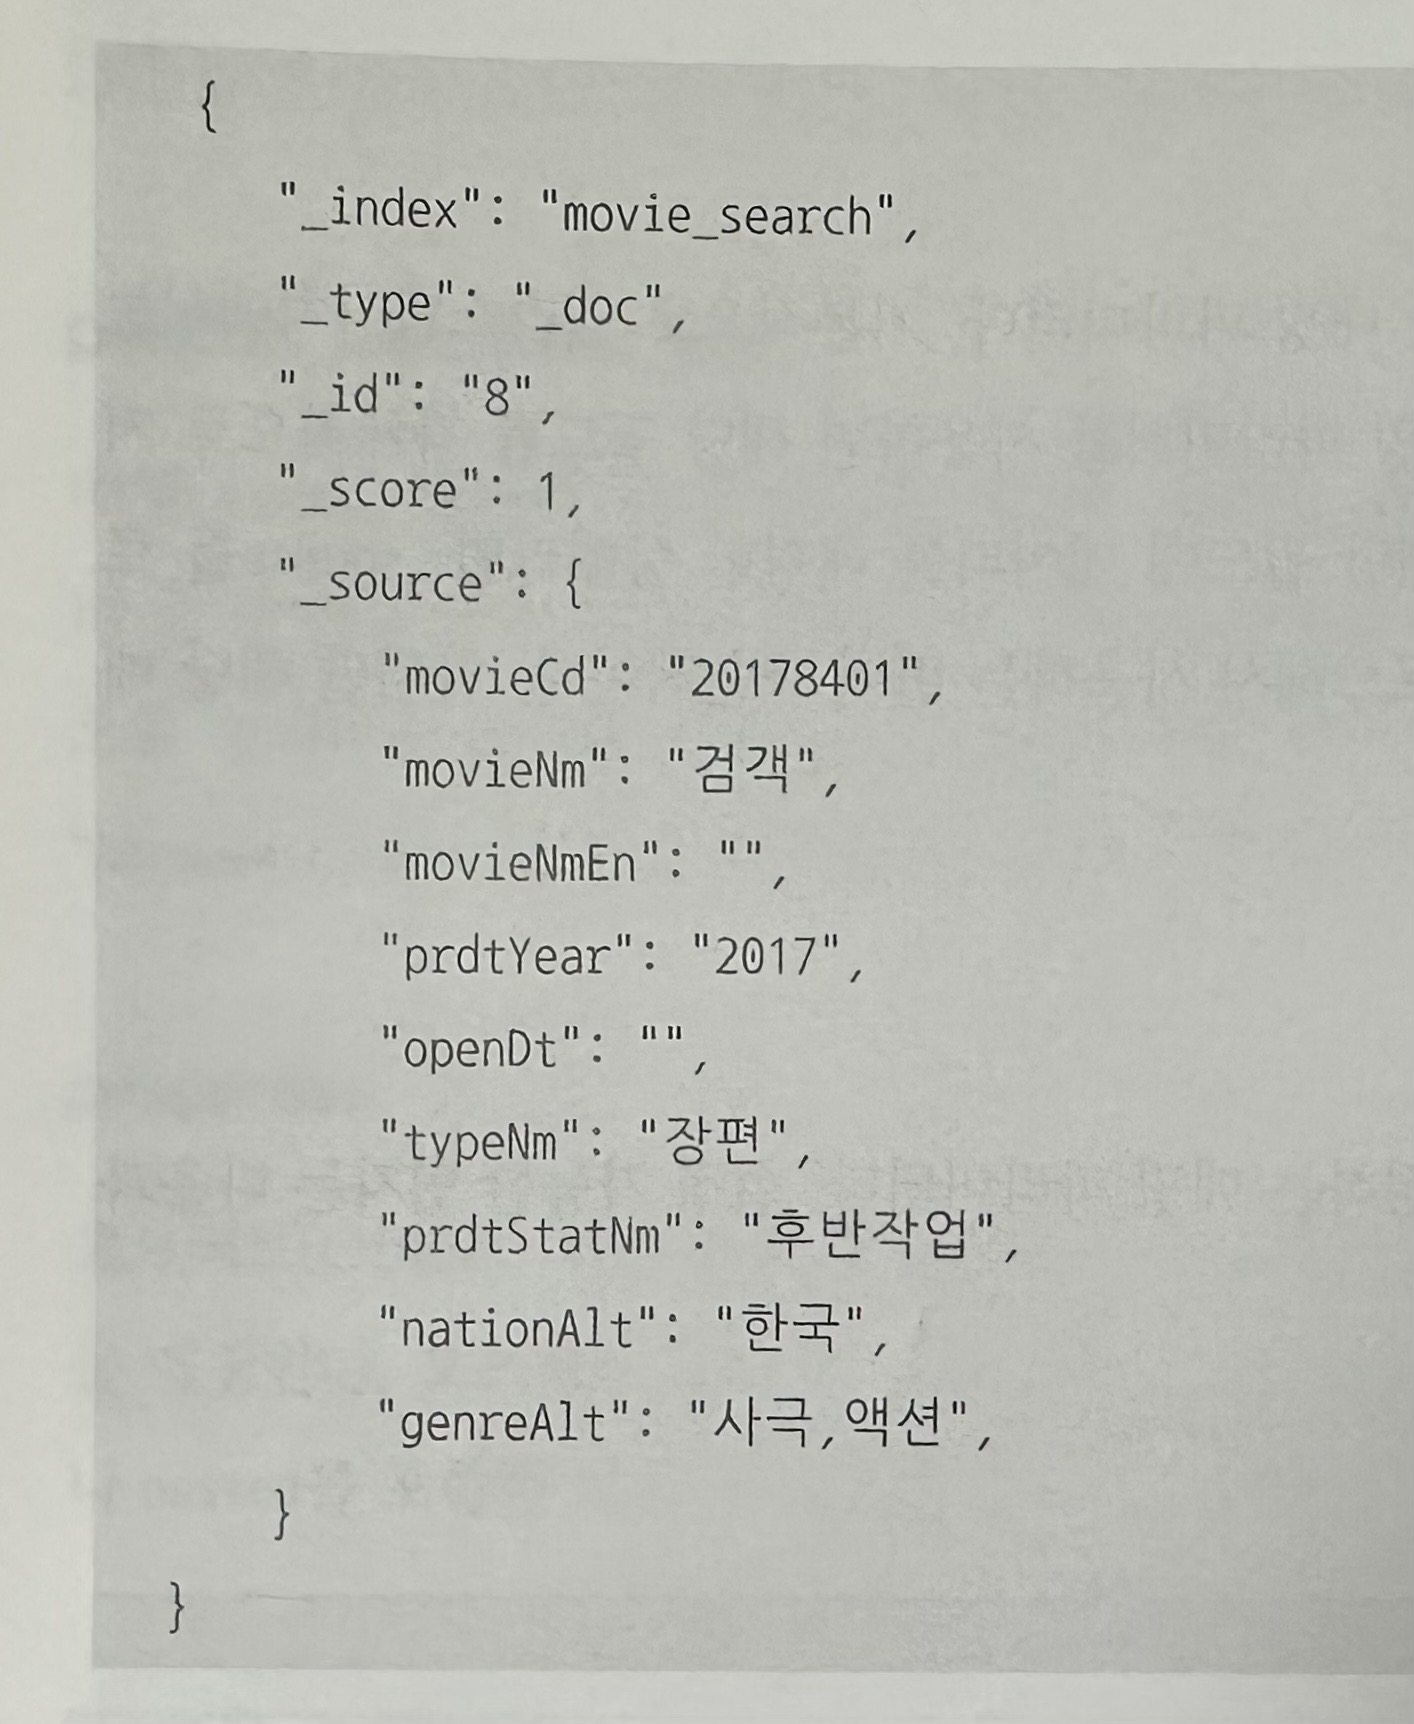 {
"_index": "movie_search",
"_type": "_doc",
"_id": "8",
"_score": 1,
"_source": {
"movieCd": "20178401",
"movieNm": "검객",
"movieNmEn": "",
"prdtYear": "2017",
"openDt": "",
"typeNm": "장편",
"prdtStatNm": "후반작업",
"nationAlt": "한국",
"genreAlt": "사극,액션",
}
}